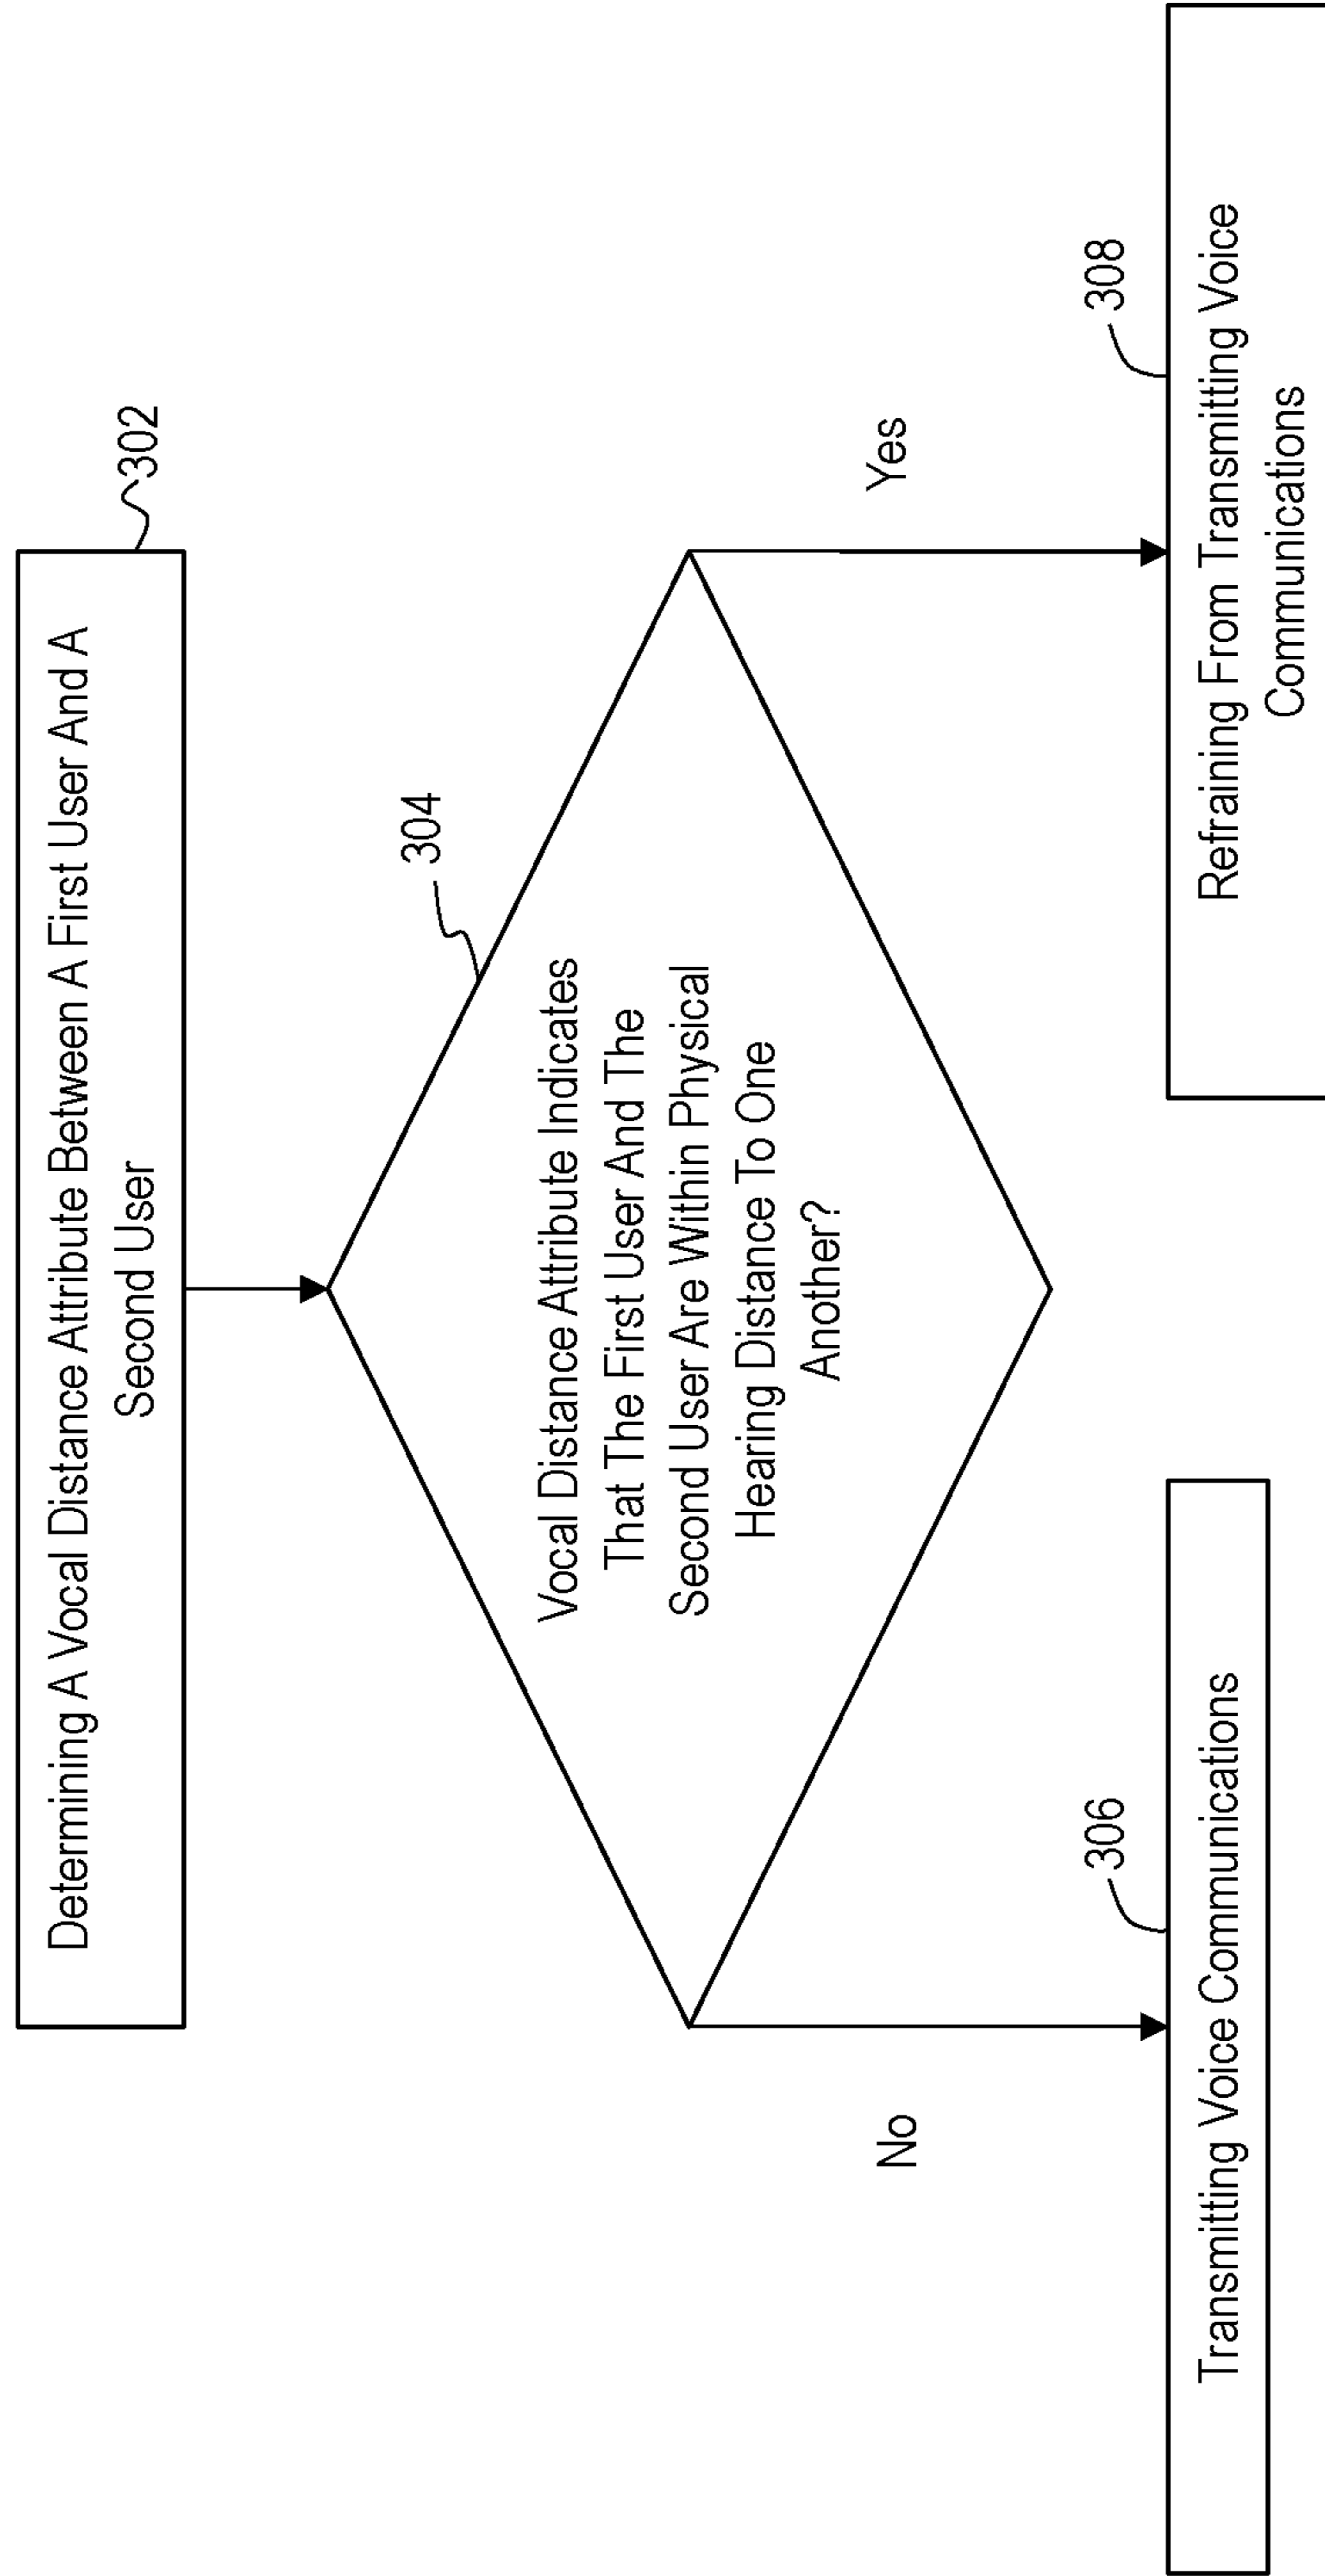 Determining A Vocal Distance Attribute Between A First User And A
Second User
302
304
Vocal Distance Attribute Indicates
That The First User And The
Second User Are Within Physical
Hearing Distance To One
Another?
No
Yes
306
Transmitting Voice Communications
308
Refraining From Transmitting Voice
Communications